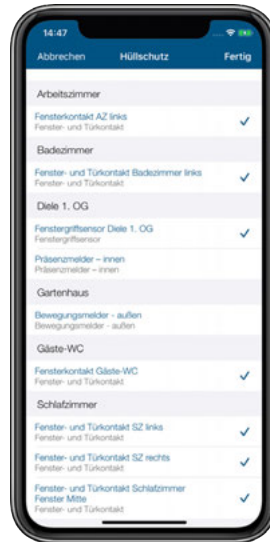 14:47
Abbrechen Hüllschutz Fertig
Arbeitszimmer
Fensterkontakt AZ links
Fenster- und Türkontakt
Badezimmer
Fenster- und Türkontakt Badezimmer links
Fenster- und Türkontakt
Diele 1. OG
Fenstergriffsensor Diele 1. OG
Fenstergriffsensor
Präsenzmelder – innen
Präsenzmelder – innen
Gartenhaus
Bewegungsmelder - außen
Bewegungsmelder - außen
Gäste-WC
Fensterkontakt Gäste-WC
Fenster- und Türkontakt
Schlafzimmer
Fenster- und Türkontakt SZ links
Fenster- und Türkontakt
Fenster- und Türkontakt SZ rechts
Fenster- und Türkontakt
Fenster- und Türkontakt Schlafzimmer
Fenster Mitte
Fenster- und Türkontakt